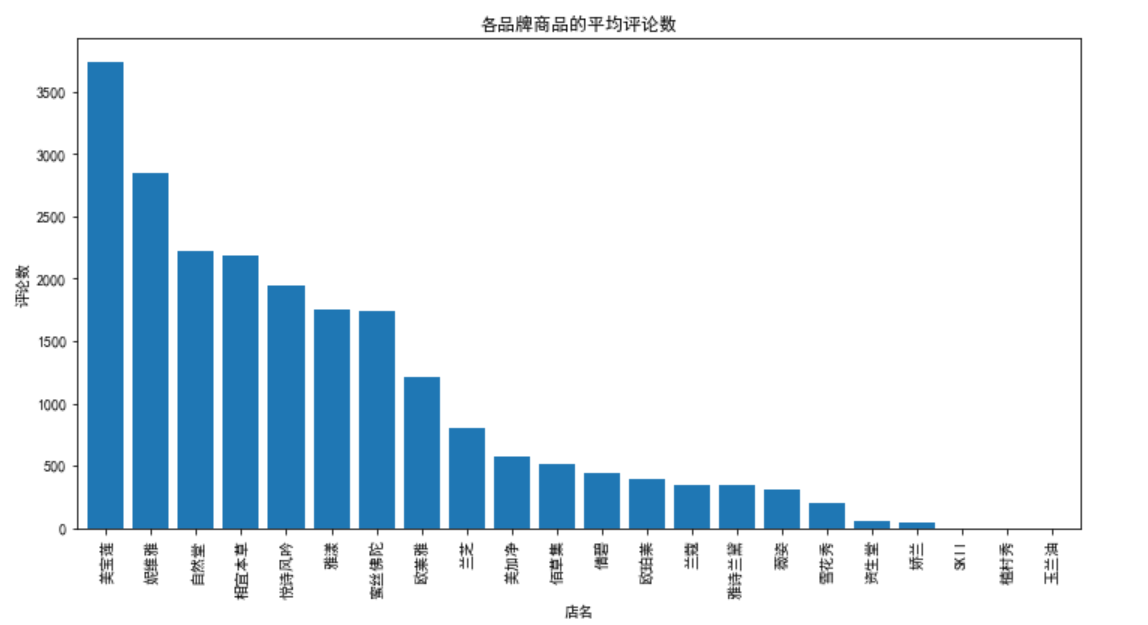 各品牌商品的平均评论数
评论数
3500
3000
2500
2000
1500
1000
500
0
美宝莲
妮维雅
自然堂
相宜本草
悦诗风吟
雅漾
蜜丝佛陀
欧莱雅
兰芝
美加净
佰草集
倩碧
欧珀莱
兰蔻
雅诗兰黛
薇姿
雪花秀
资生堂
娇兰
SKII
植村秀
玉兰油
店名